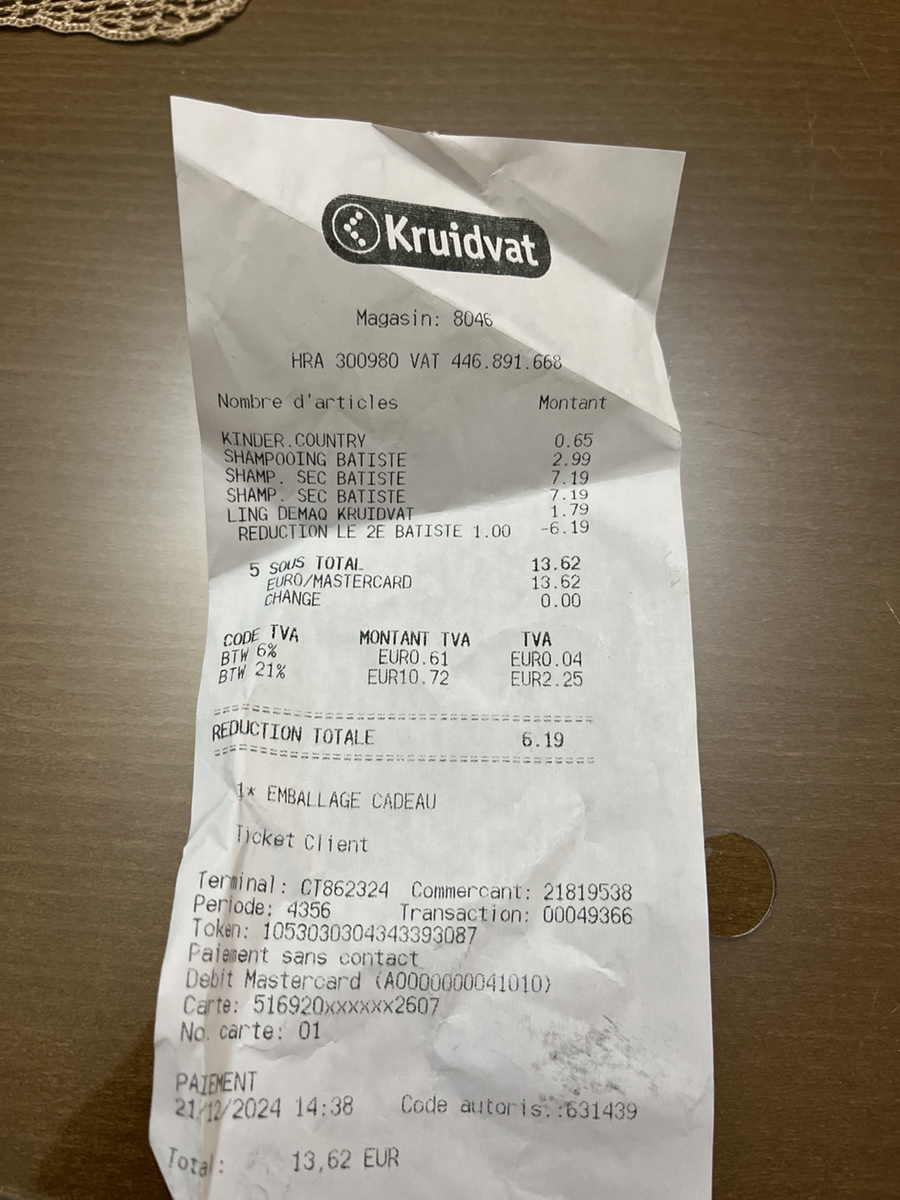 Kruidvat
Magasin: 8046
HRA 300980 VAT 446.891.668
Nombre d'articles Montant
KINDER.COUNTRY 0.65
SHAMPOOING BATISTE 2.99
SHAMP. SEC BATISTE 7.19
SHAMP. SEC BATISTE 7.19
LING DEMAQ KRUIDVAT 1.79
REDUCTION LE 2E BATISTE 1.00 -6.19
5 SOUS TOTAL 13.62
EURO/MASTERCARD 13.62
CHANGE 0.00
CODE TVA MONTANT TVA TVA
BTW 6% EUR0.61 EUR0.04
BTW 21% EUR10.72 EUR2.25
REDUCTION TOTALE 6.19
1* EMBALLAGE CADEAU
Ticket Client
Terminal: CT862324 Commercant: 21819538
Periode: 4356 Transaction: 00049366
Token: 1053030304343393087
Paiement sans contact
Debit Mastercard (A0000000041010)
Carte: 516920xxxxxx2607
No. carte: 01
PAIEMENT
21/12/2024 14:38 Code autoris.:631439
Total: 13,62 EUR